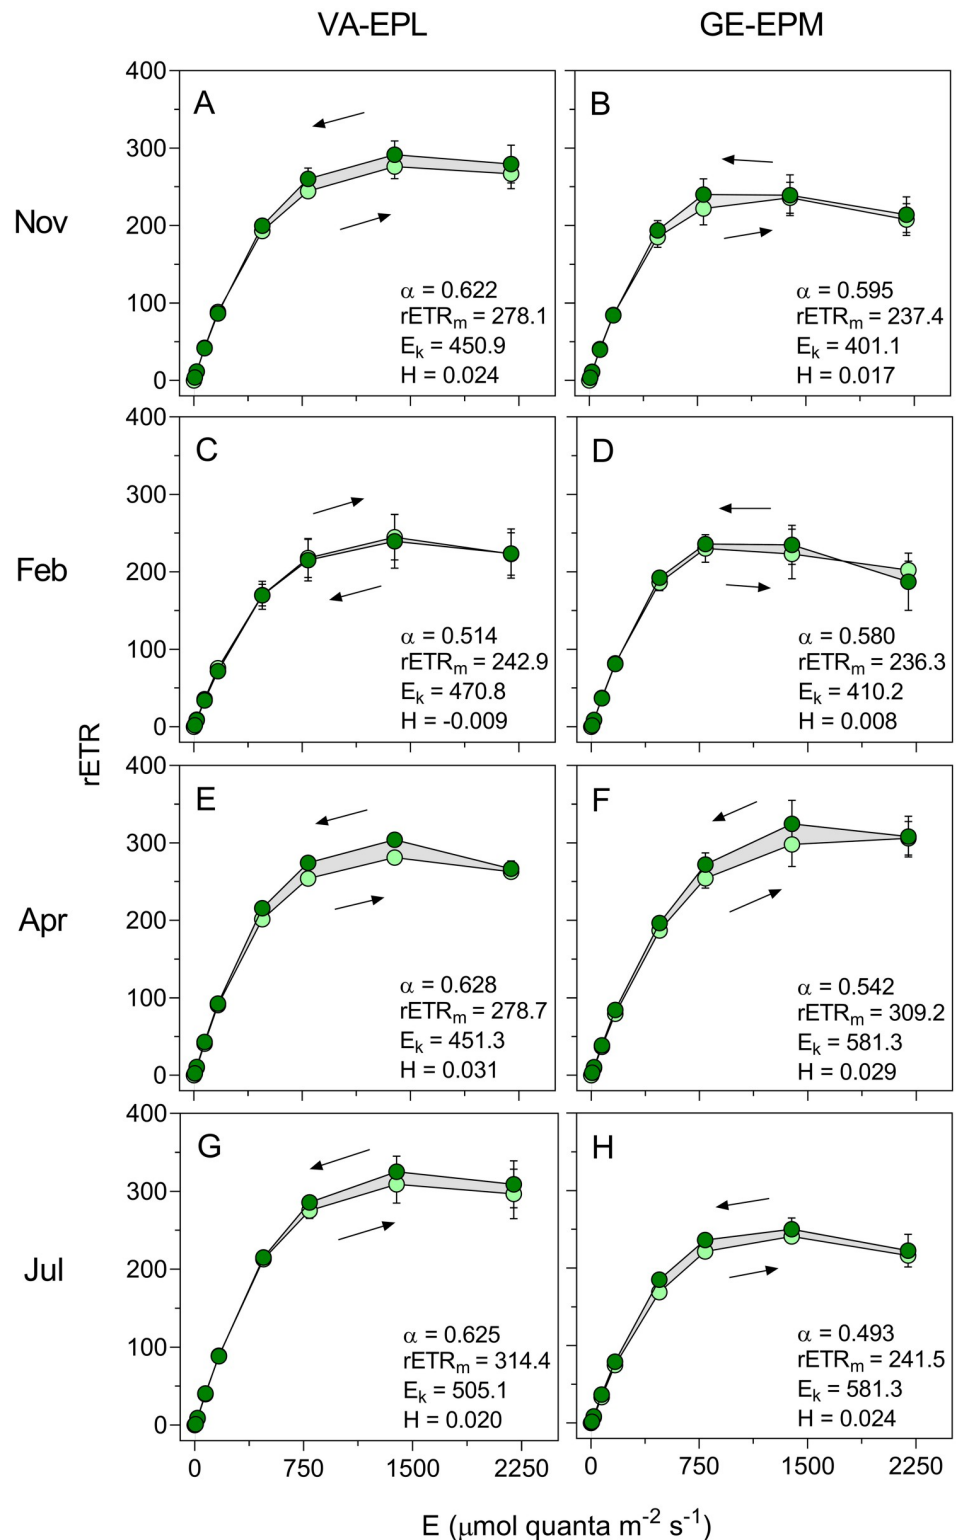 VA-EPL GE-EPM
Nov
400
300
200
100
0
A
α = 0.622
rETRm = 278.1
Ek = 450.9
H = 0.024
B
α = 0.595
rETRm = 237.4
Ek = 401.1
H = 0.017
Feb
400
300
200
100
0
C
α = 0.514
rETRm = 242.9
Ek = 470.8
H = -0.009
D
α = 0.580
rETRm = 236.3
Ek = 410.2
H = 0.008
rETR
Apr
400
300
200
100
0
E
α = 0.628
rETRm = 278.7
Ek = 451.3
H = 0.031
F
α = 0.542
rETRm = 309.2
Ek = 581.3
H = 0.029
Jul
400
300
200
100
0
G
α = 0.625
rETRm = 314.4
Ek = 505.1
H = 0.020
H
α = 0.493
rETRm = 241.5
Ek = 581.3
H = 0.024
0 750 1500 2250 0 750 1500 2250
E (μmol quanta m⁻² s⁻¹)